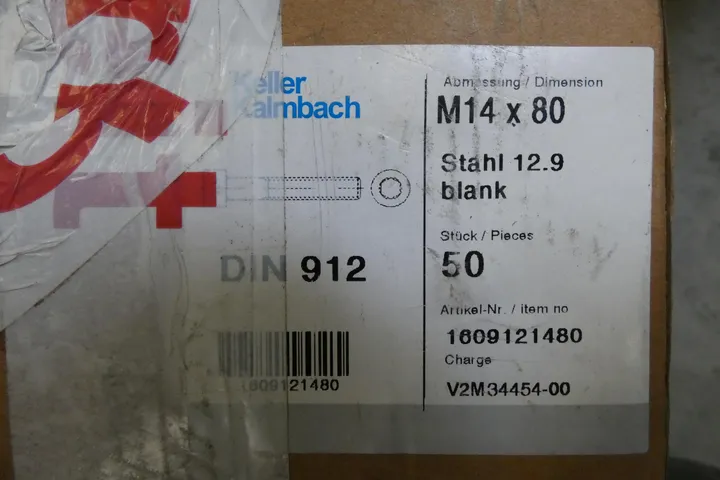 Keller
Kalmbach
DIN 912
1609121480
Abmessung / Dimension
M14 x 80
Stahl 12.9
blank
Stück / Pieces
50
Artikel-Nr. / item no
1609121480
Charge
V2M34454-00